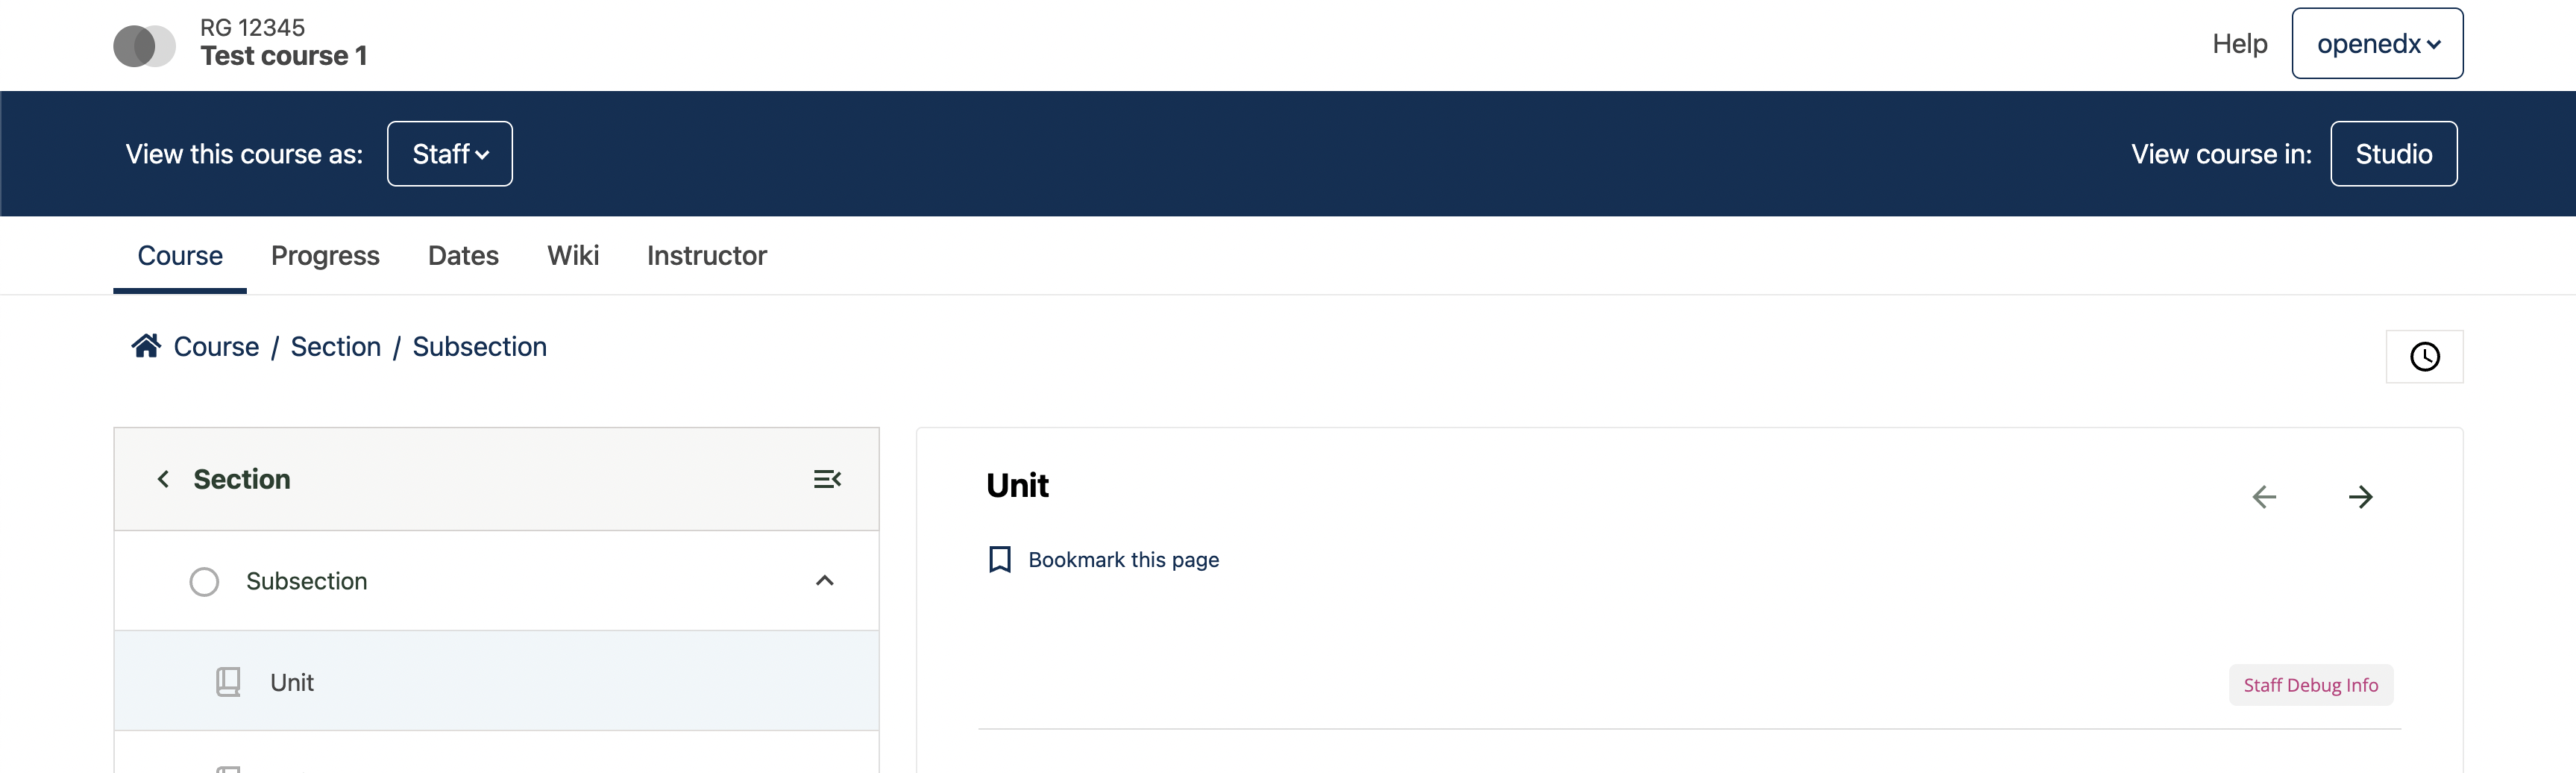 RG 12345
Test course 1
Help
openedx
View this course as:
Staff
View course in:
Studio
Course
Progress
Dates
Wiki
Instructor
Course / Section / Subsection
Section
Subsection
Unit
Unit
Bookmark this page
Staff Debug Info